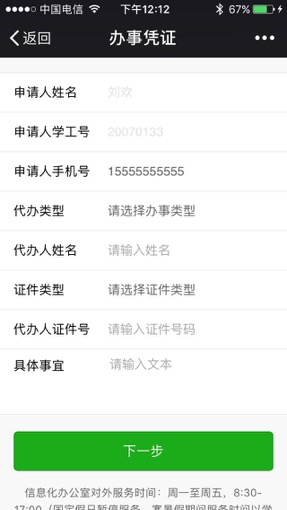 中国电信 下午12:12 67%
返回 办事凭证
申请人姓名 刘欢
申请人学工号 20070133
申请人手机号 15555555555
代办类型 请选择办事类型
代办人姓名 请输入姓名
证件类型 请选择证件类型
代办人证件号 请输入证件号码
具体事宜 请输入文本
下一步
信息化办公室对外服务时间：周一至周五，8:30-
17:00（国定假日暂停服务，寒暑假期间服务时间以学